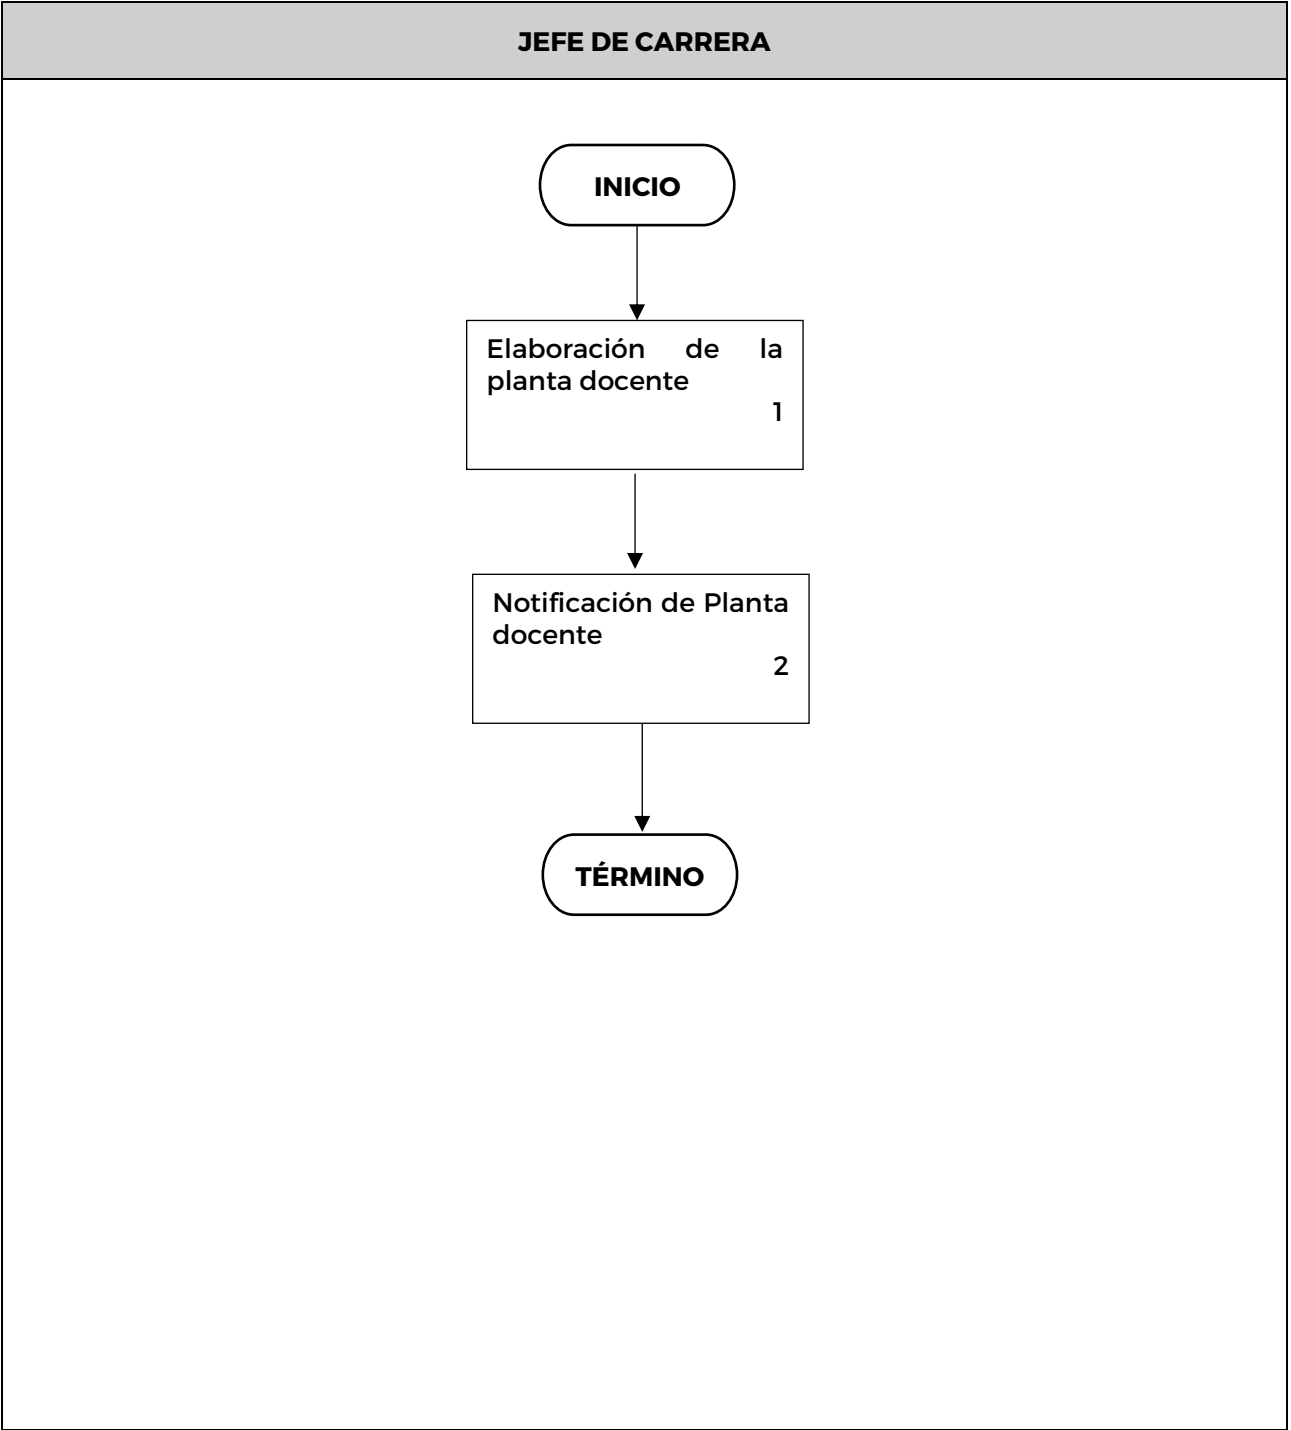 JEFE DE CARRERA
INICIO
Elaboración de la
planta docente
1
Notificación de Planta
docente
2
TÉRMINO